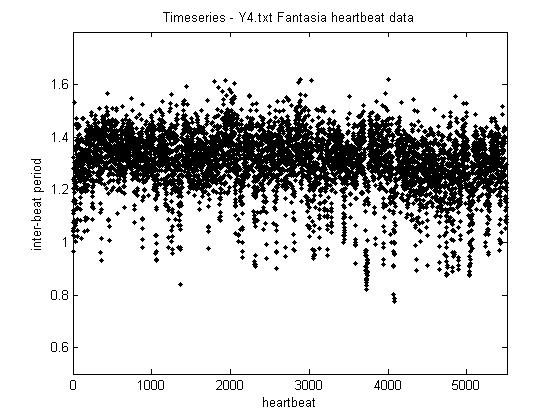 Timeseries - Y4.txt Fantasia heartbeat data
1.6
1.4
1.2
1
0.8
0.6
inter-beat period
0 1000 2000 3000 4000 5000
heartbeat